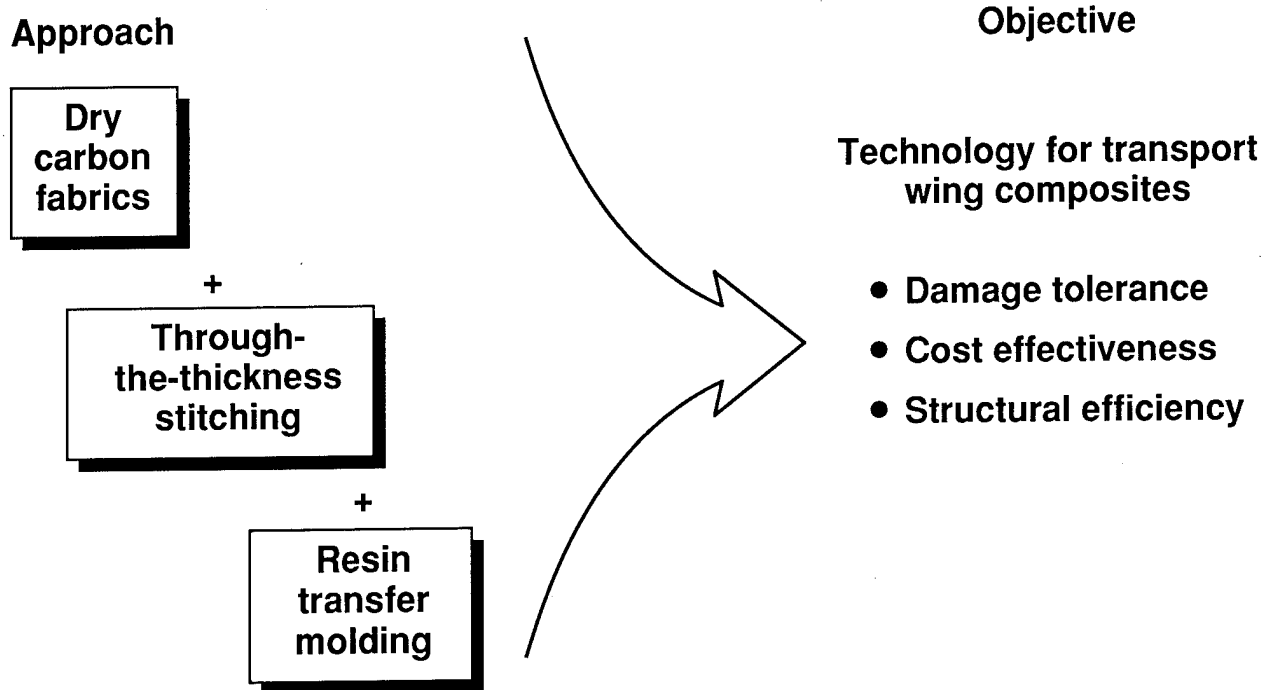 Approach
Dry
carbon
fabrics
+
Through-
the-thickness
stitching
+
Resin
transfer
molding
Objective
Technology for transport
wing composites
• Damage tolerance
• Cost effectiveness
• Structural efficiency